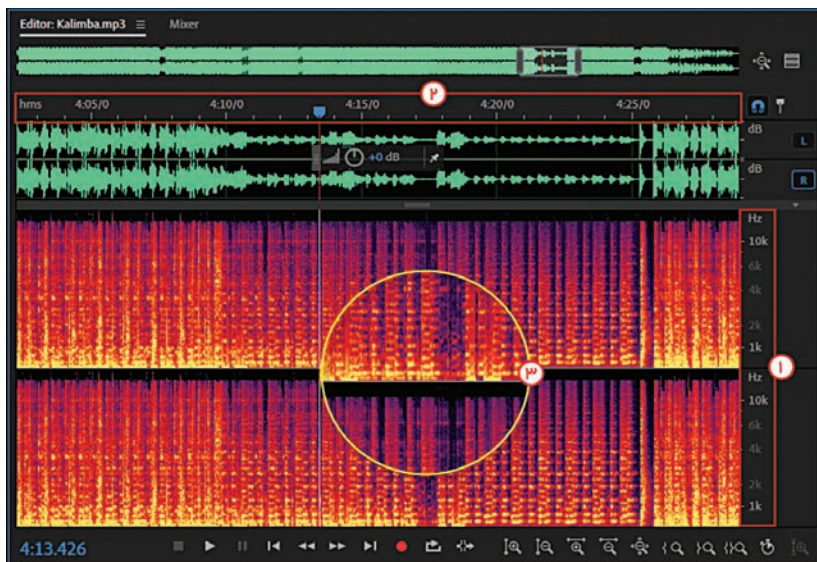 Editor: Kalimba.mp3 ≡ Mixer
hms 4:05/0 4:10/0 4:15/0 4:20/0 4:25/0
۲
dB
L
+0 dB
dB
R
Hz
10k
6k
4k
2k
1k
۱
۳
Hz
10k
6k
4k
2k
1k
4:13.426